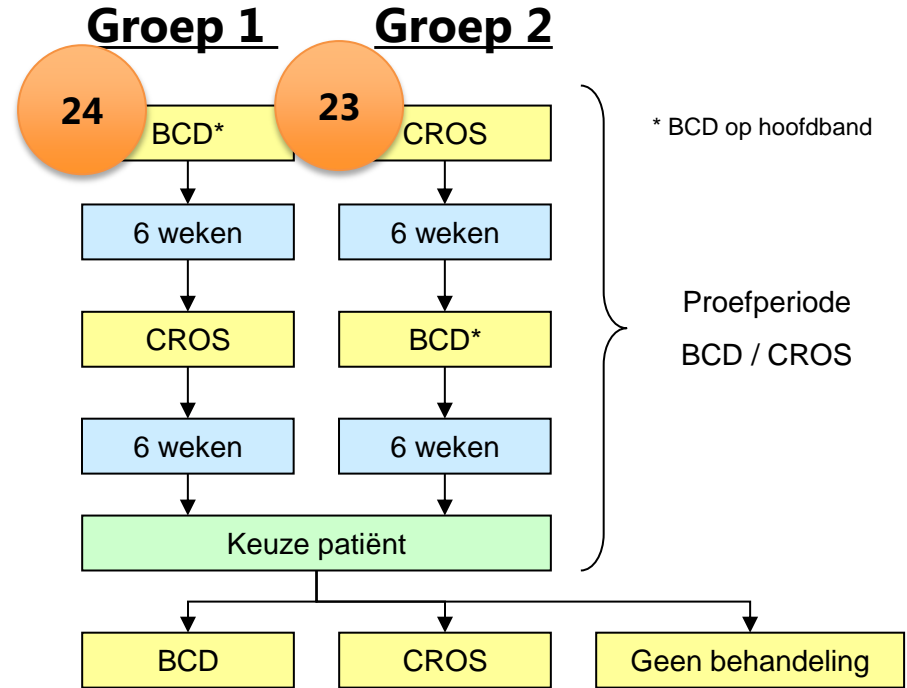 Groep 1
Groep 2
24
BCD*
23
CROS
* BCD op hoofdband
6 weken
6 weken
CROS
BCD*
Proefperiode
BCD / CROS
6 weken
6 weken
Keuze patiënt
BCD
CROS
Geen behandeling